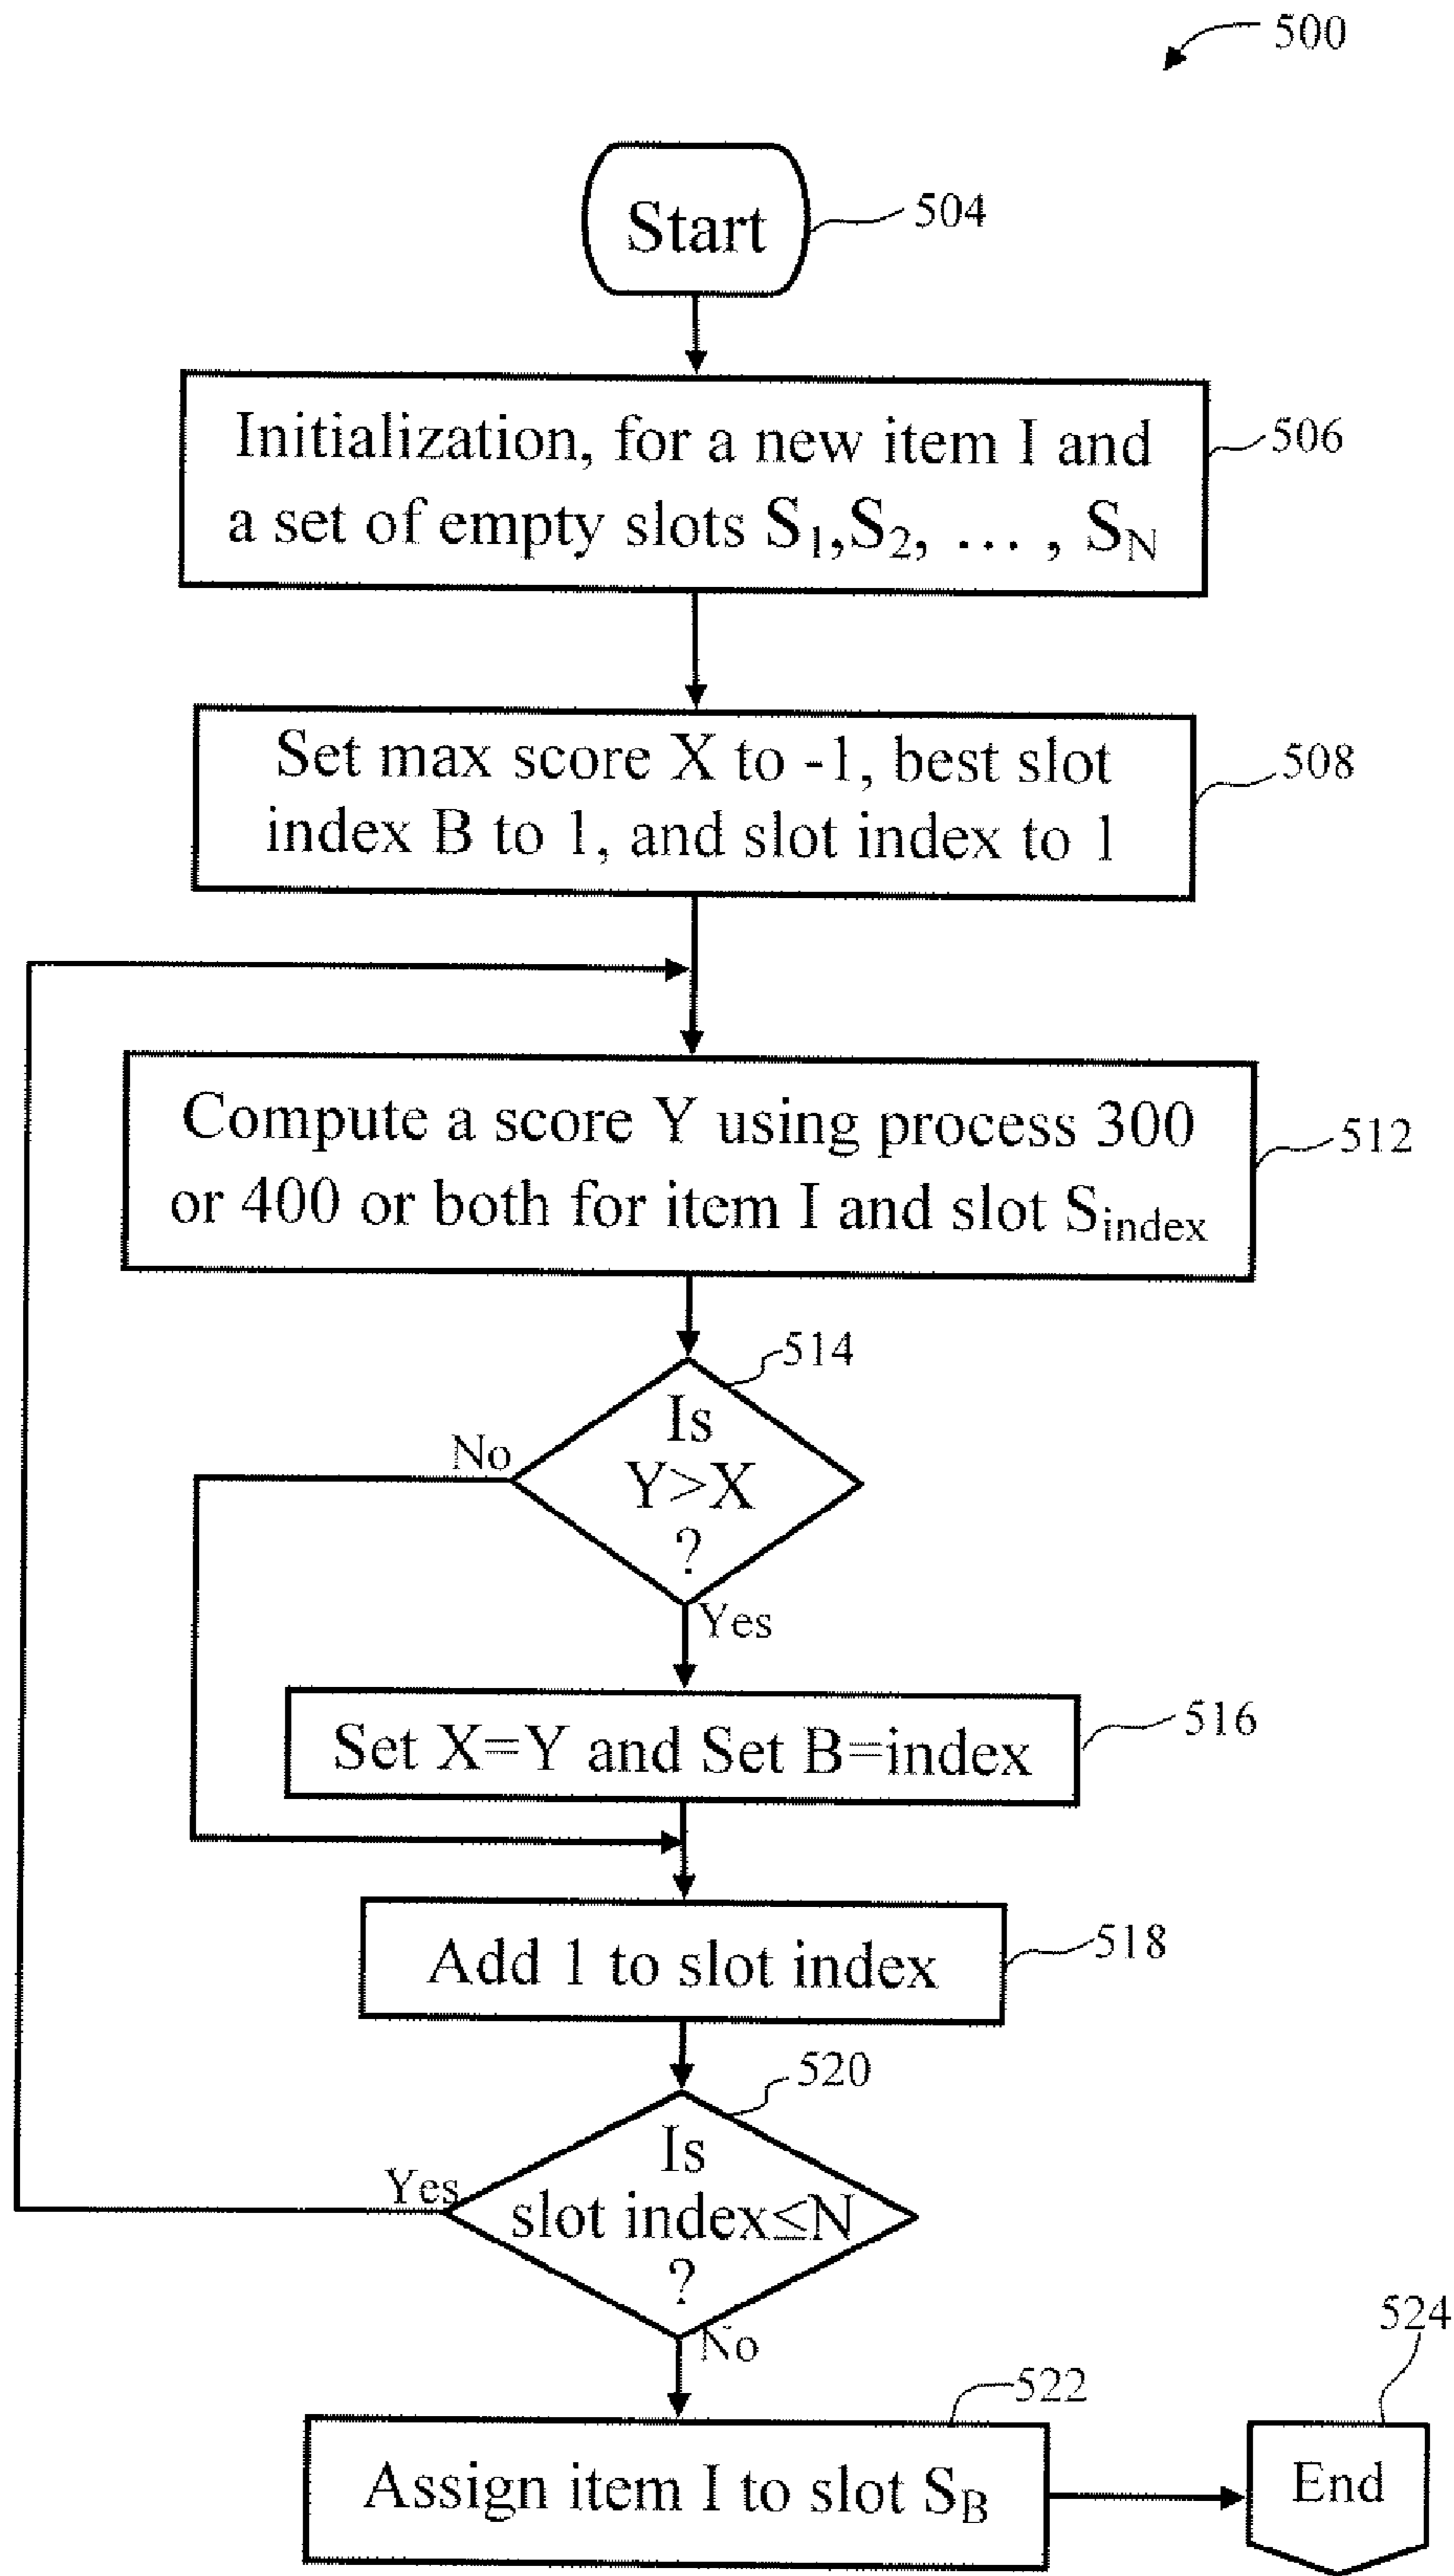 500
Start
504
Initialization, for a new item I and
a set of empty slots S1,S2, … , SN
506
Set max score X to -1, best slot
index B to 1, and slot index to 1
508
Compute a score Y using process 300
or 400 or both for item I and slot Sindex
512
514
Is
Y>X
?
No
Yes
Set X=Y and Set B=index
516
Add 1 to slot index
518
520
Is
slot index≤N
?
Yes
No
522
Assign item I to slot SB
524
End